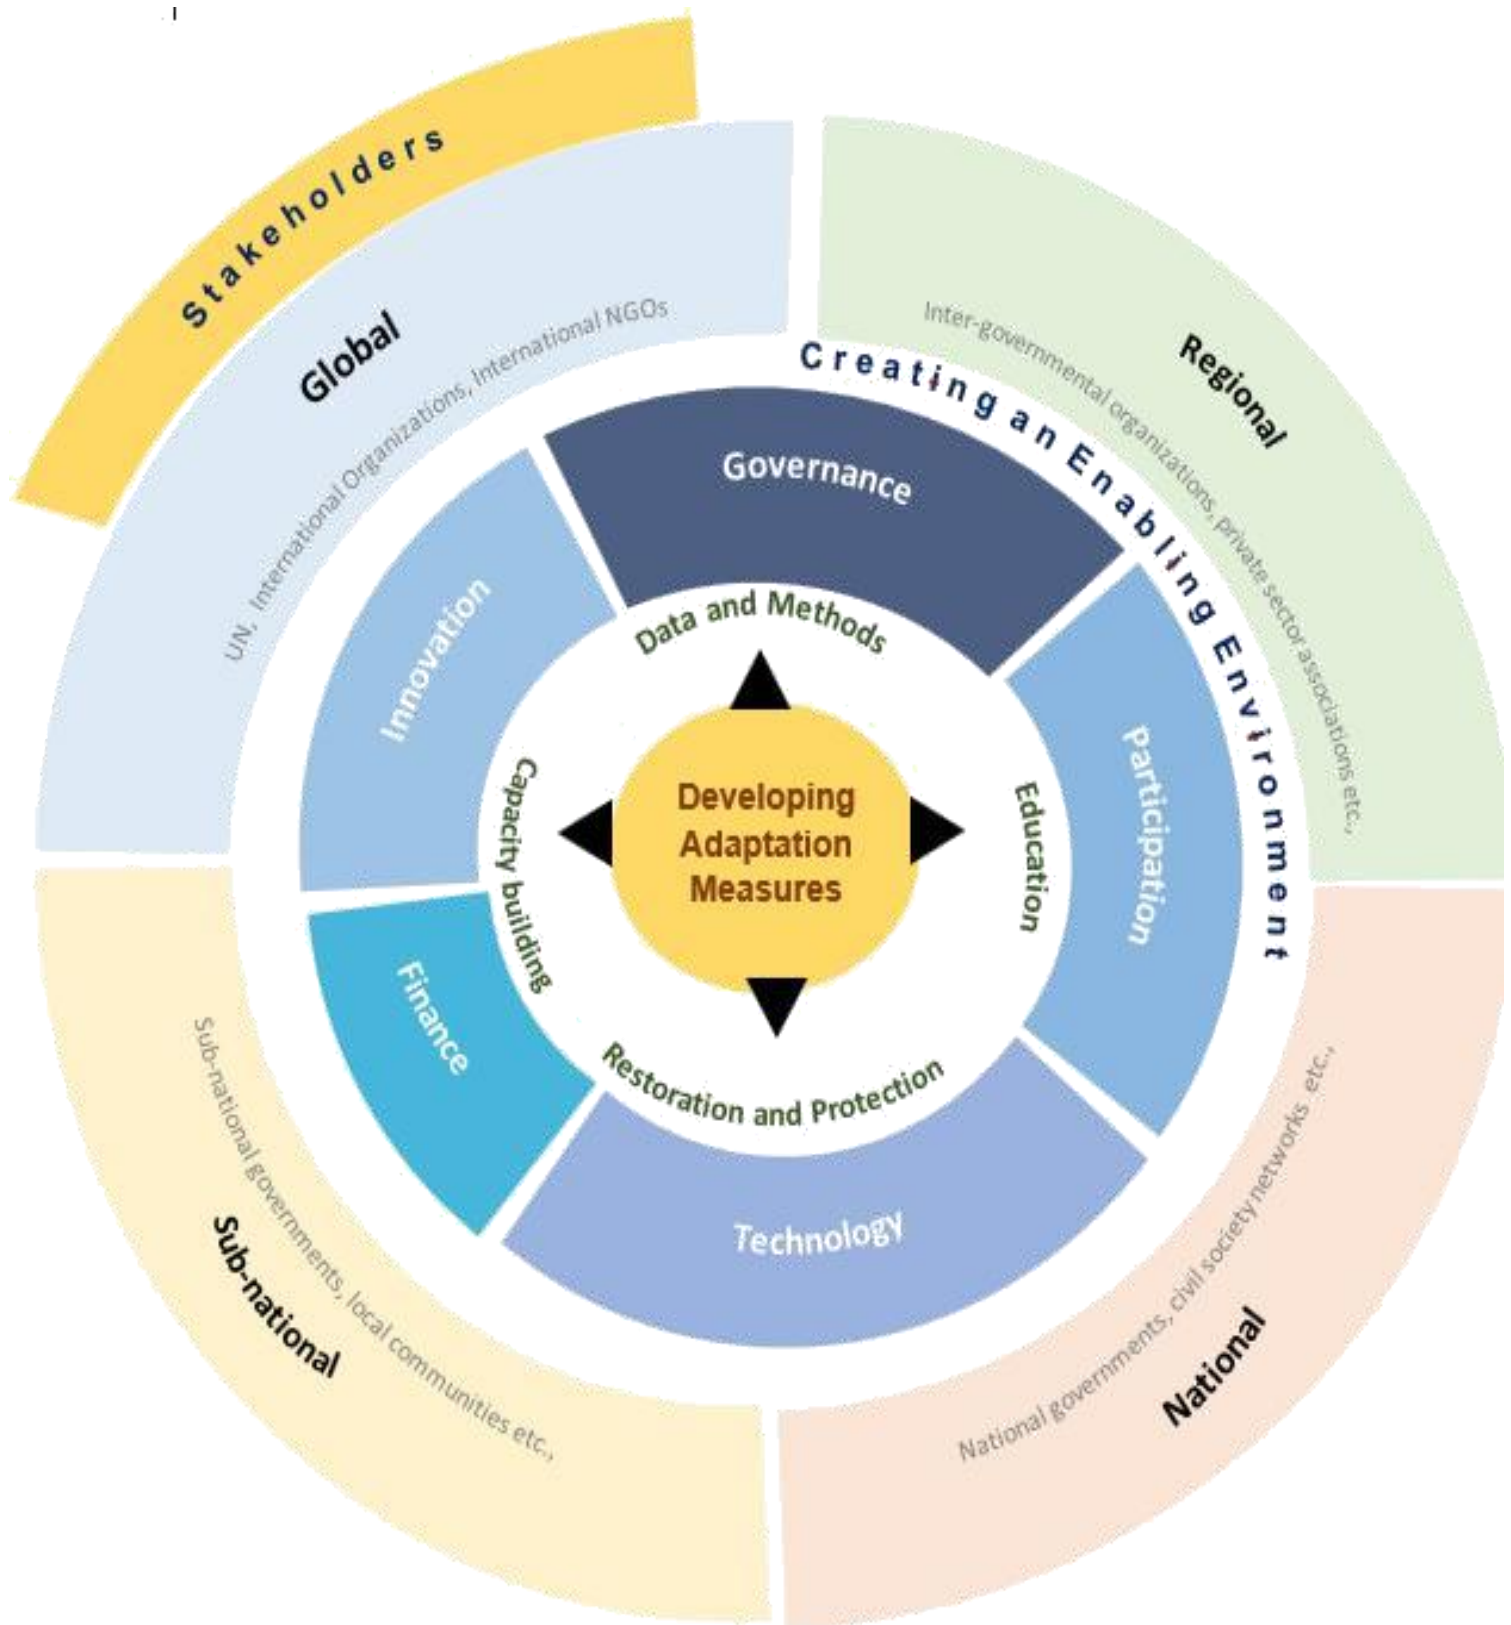 Stakeholders
Global
UN, International Organizations, International NGOs
Regional
Inter-governmental organizations, private sector associations etc.,
Creating an Enabling Environment
Governance
Innovation
Participation
Finance
Technology
Data and Methods
Capacity building
Education
Restoration and Protection
Developing
Adaptation
Measures
Sub-national governments, local communities etc.,
Sub-national
National governments, civil society networks etc.,
National